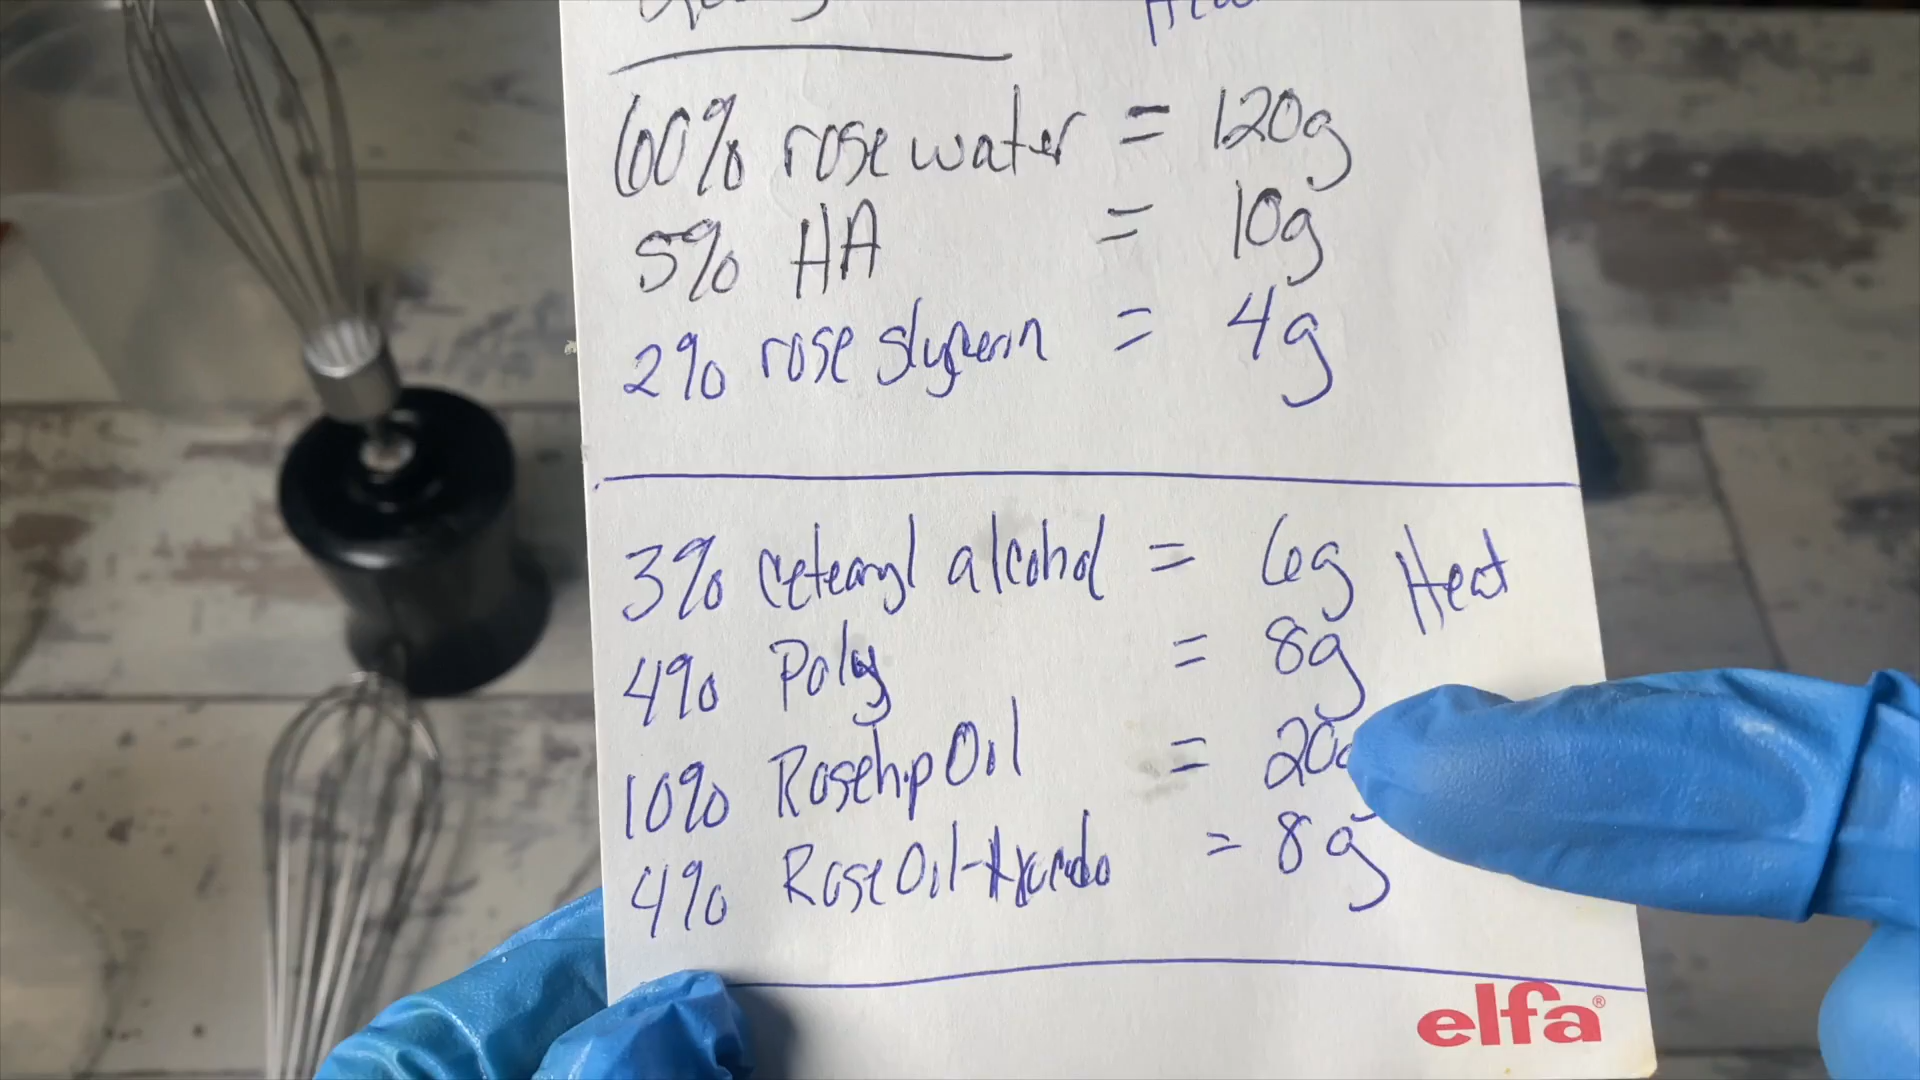 60% rose water = 120g
5% HA = 10g
2% rose glycerin = 4g
3% cetearyl alcohol = 6g Heat
4% Poly = 8g
10% Rosehip Oil = 20
4% Rose Oil = 8g
elfa®